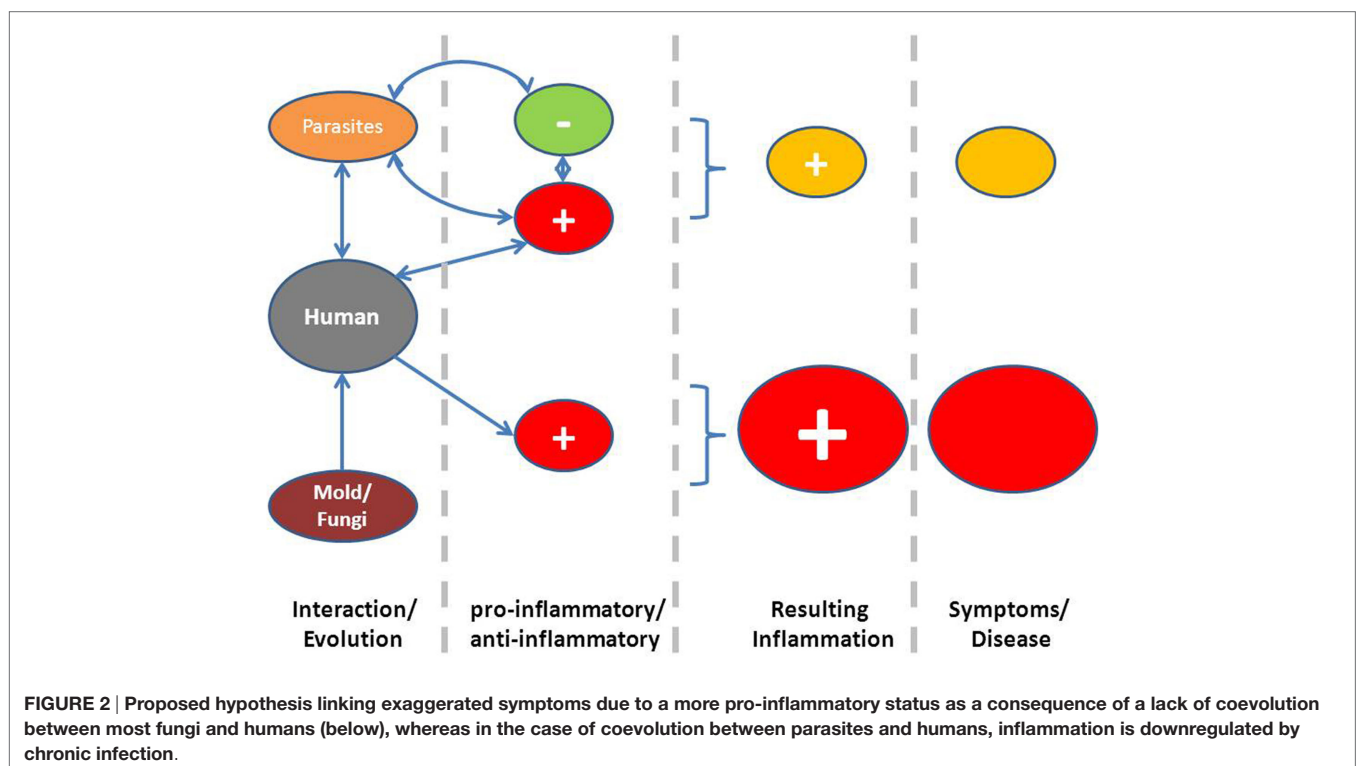 Parasites
-
+
+
Human
+
+
Mold/
Fungi
Interaction/
Evolution
pro-inflammatory/
anti-inflammatory
Resulting
Inflammation
Symptoms/
Disease
FIGURE 2 | Proposed hypothesis linking exaggerated symptoms due to a more pro-inflammatory status as a consequence of a lack of coevolution
between most fungi and humans (below), whereas in the case of coevolution between parasites and humans, inflammation is downregulated by
chronic infection.